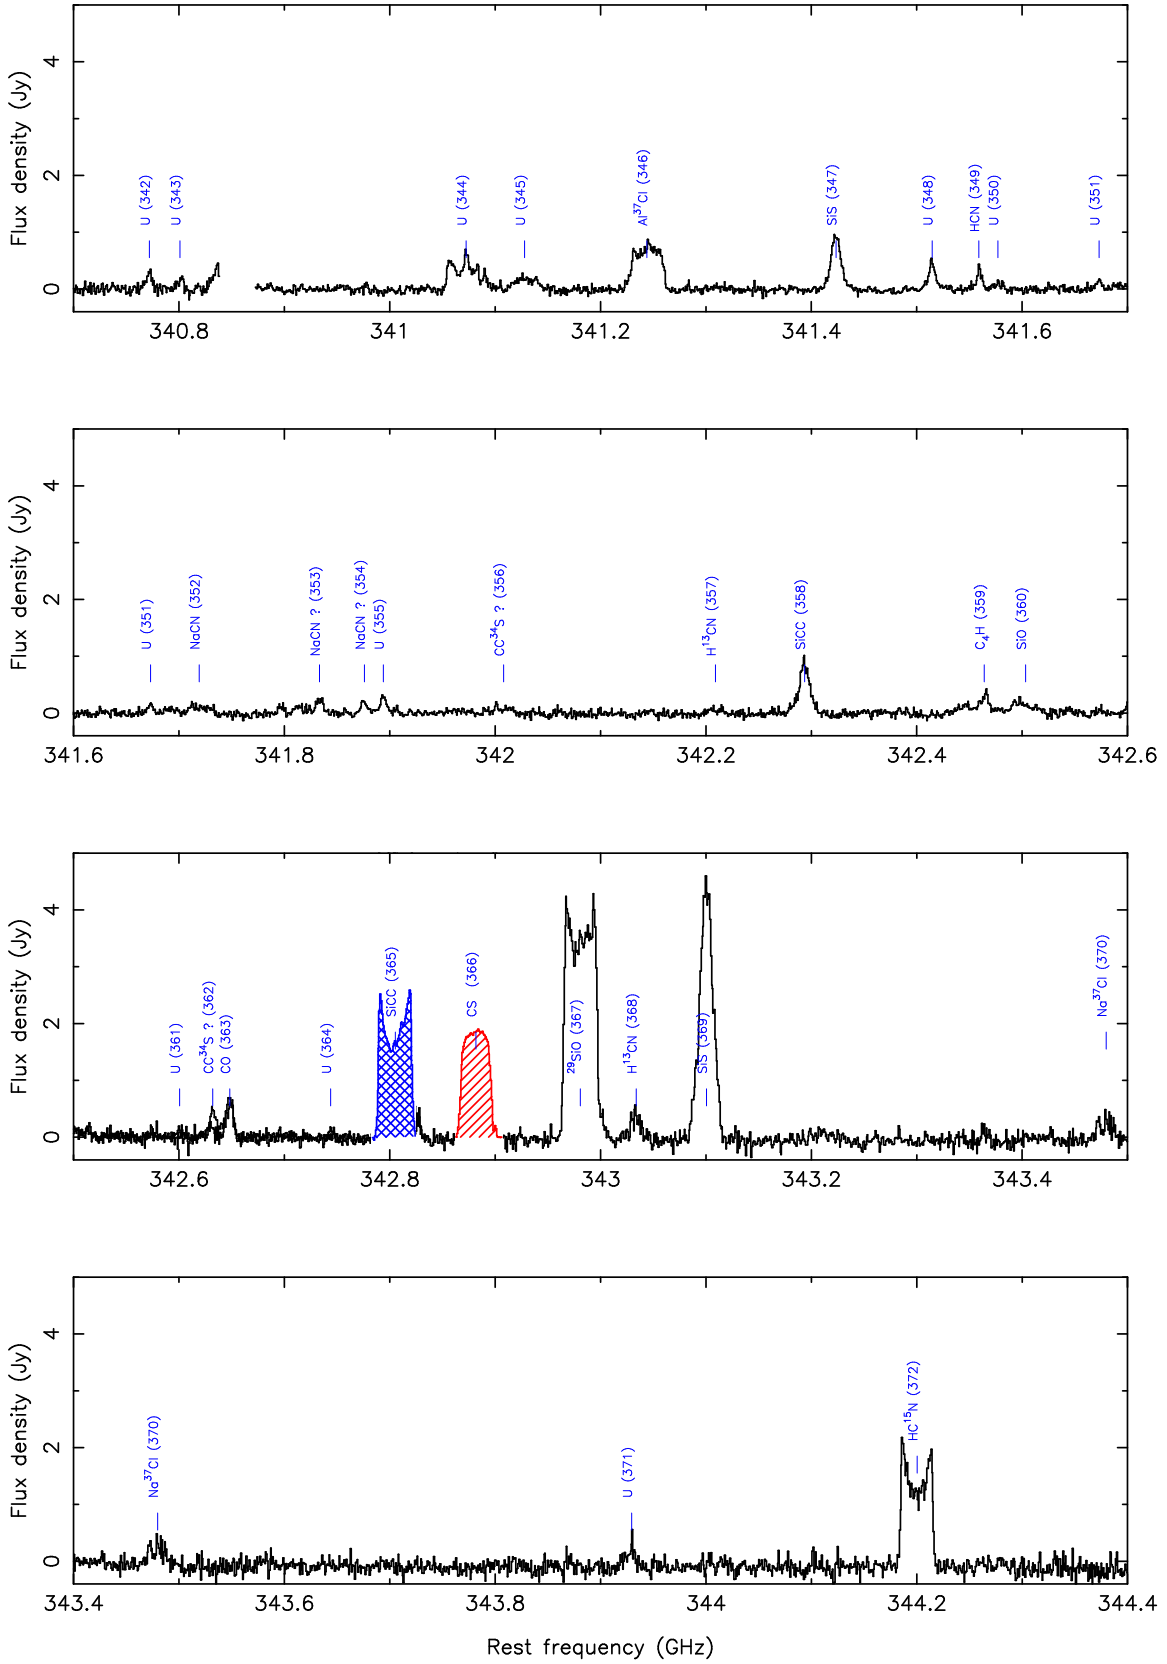 Flux density (Jy)
0
2
4
U (342)
U (343)
U (344)
U (345)
Al³⁷Cl (346)
SiS (347)
U (348)
HCN (349)
U (350)
U (351)
340.8
341
341.2
341.4
341.6
Flux density (Jy)
0
2
4
U (351)
NaCN (352)
NaCN ? (353)
NaCN ? (354)
U (355)
CC³⁴S ? (356)
H¹³CN (357)
SiCC (358)
C₄H (359)
SiO (360)
341.6
341.8
342
342.2
342.4
342.6
Flux density (Jy)
0
2
4
U (361)
CC³⁴S ? (362)
CO (363)
U (364)
SiCC (365)
CS (366)
²⁹SiO (367)
H¹³CN (368)
SiS (369)
Na³⁷Cl (370)
342.6
342.8
343
343.2
343.4
Flux density (Jy)
0
2
4
Na³⁷Cl (370)
U (371)
HC¹⁵N (372)
343.4
343.6
343.8
344
344.2
344.4
Rest frequency (GHz)